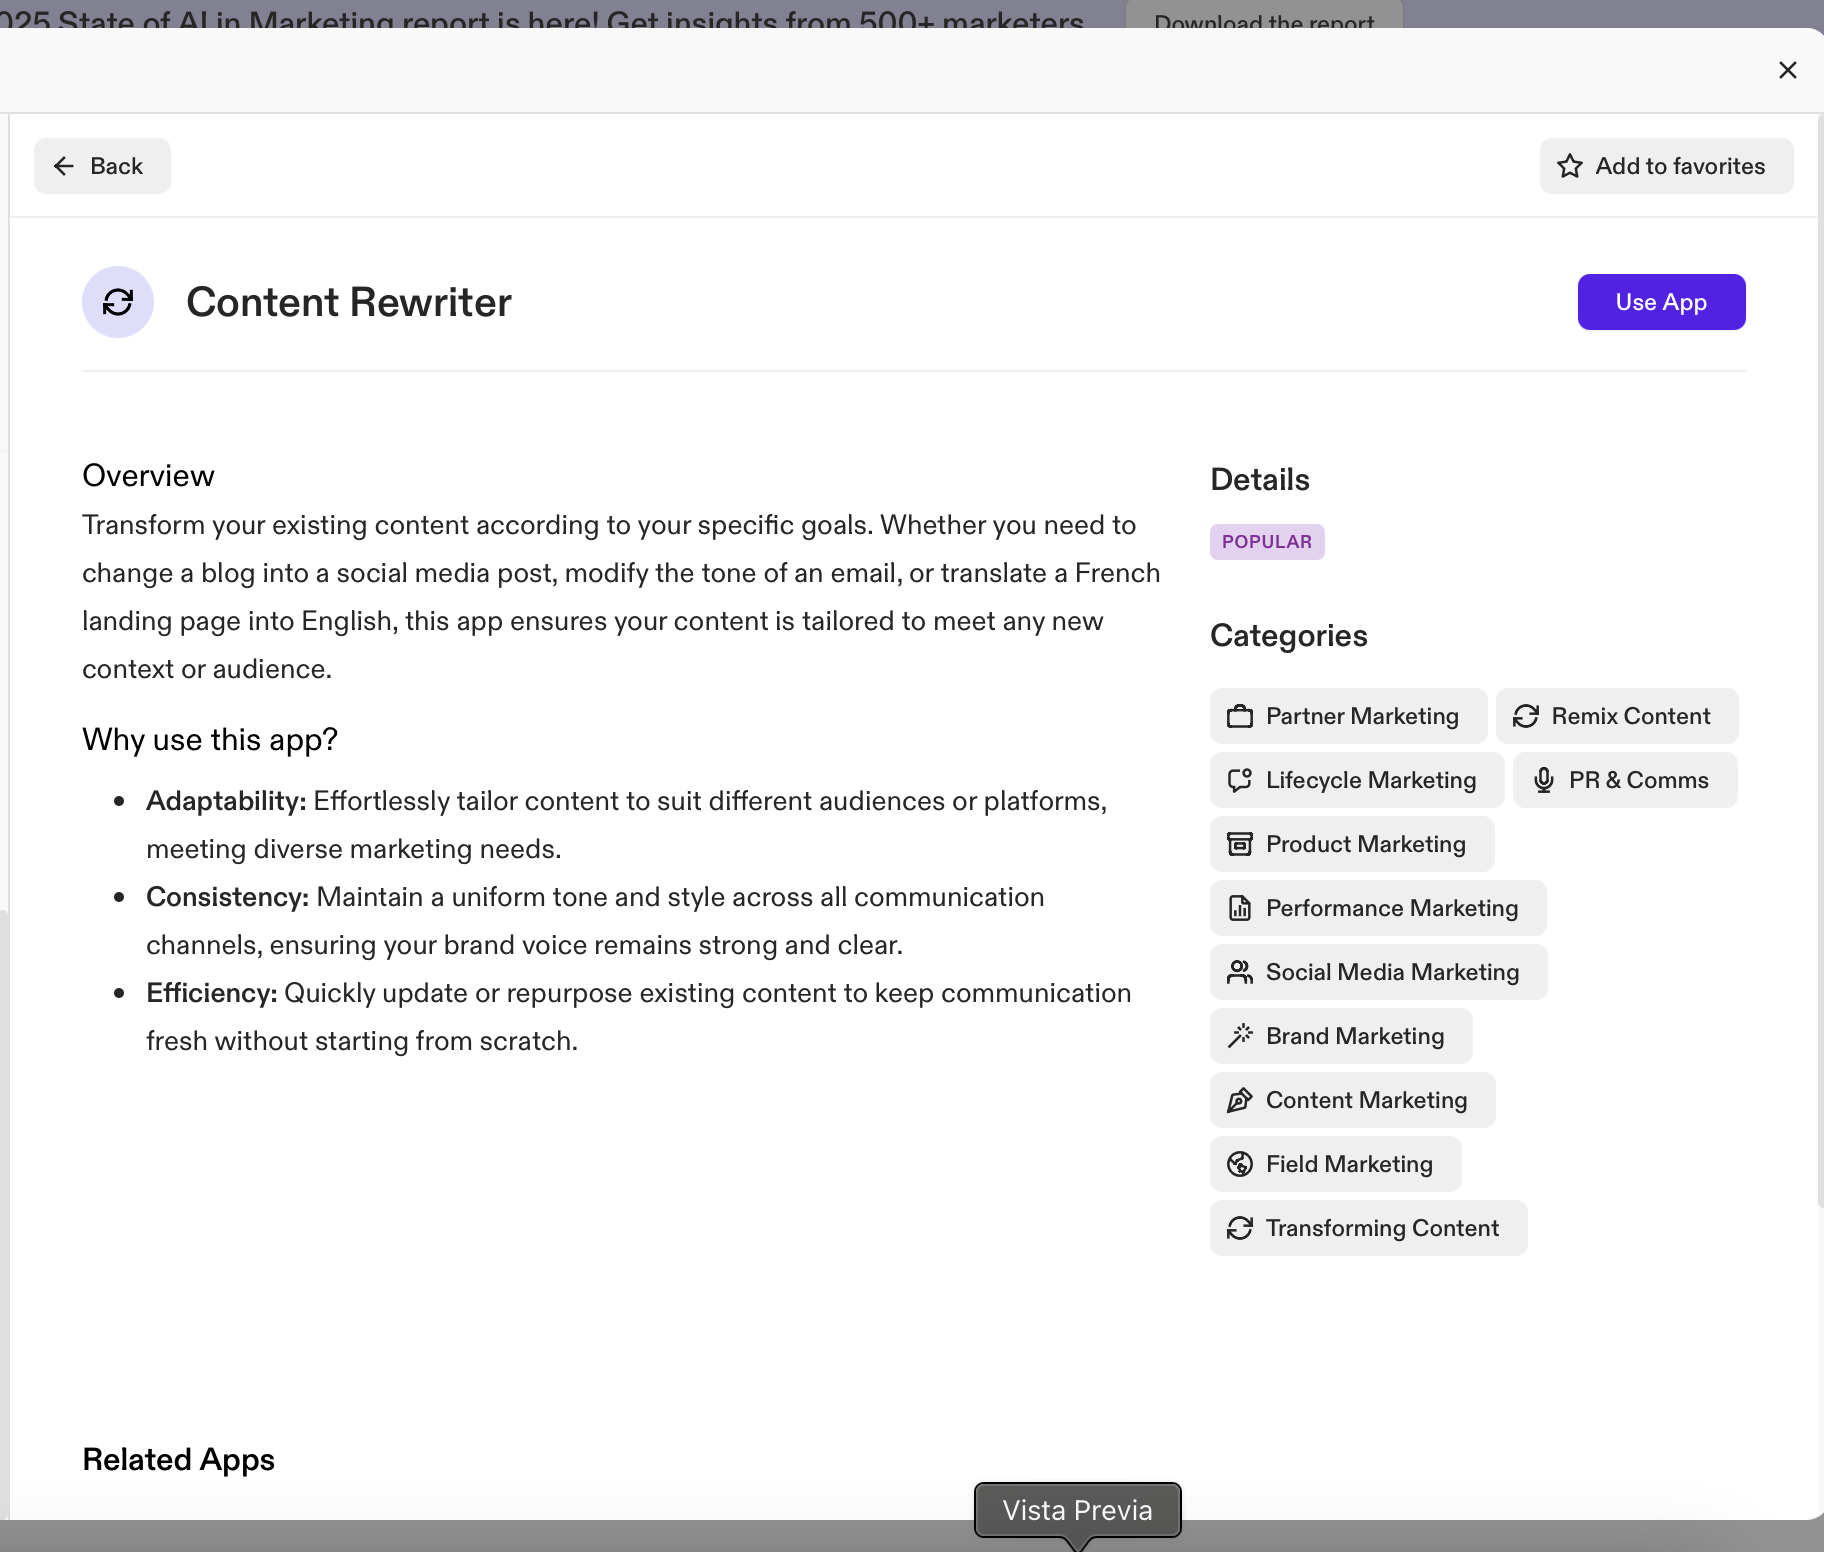 025 State of AI in Marketing report is here! Get insights from 500+ marketers
Download the report
Back
Add to favorites
Content Rewriter
Use App
Overview
Transform your existing content according to your specific goals. Whether you need to
change a blog into a social media post, modify the tone of an email, or translate a French
landing page into English, this app ensures your content is tailored to meet any new
context or audience.
Why use this app?
Adaptability: Effortlessly tailor content to suit different audiences or platforms,
meeting diverse marketing needs.
Consistency: Maintain a uniform tone and style across all communication
channels, ensuring your brand voice remains strong and clear.
Efficiency: Quickly update or repurpose existing content to keep communication
fresh without starting from scratch.
Details
POPULAR
Categories
Partner Marketing
Remix Content
Lifecycle Marketing
PR & Comms
Product Marketing
Performance Marketing
Social Media Marketing
Brand Marketing
Content Marketing
Field Marketing
Transforming Content
Related Apps
Vista Previa